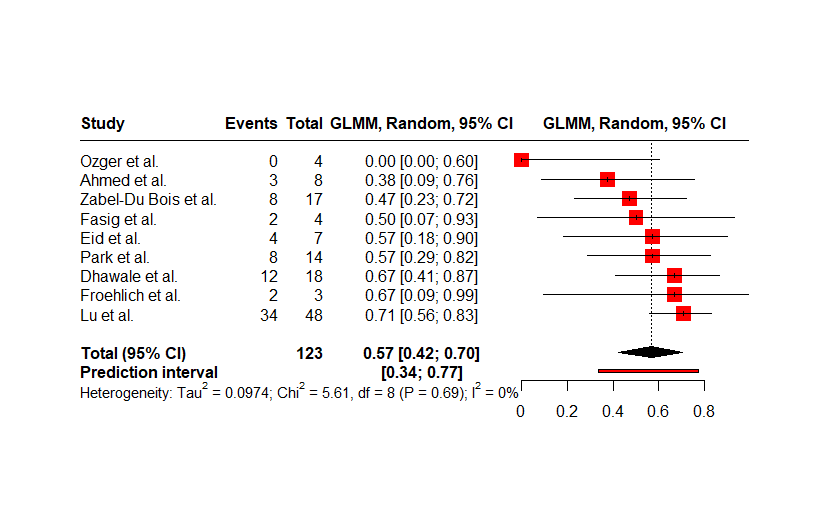 Study Events Total GLMM, Random, 95% CI GLMM, Random, 95% CI
Ozger et al. 0 4 0.00 [0.00; 0.60]
Ahmed et al. 3 8 0.38 [0.09; 0.76]
Zabel-Du Bois et al. 8 17 0.47 [0.23; 0.72]
Fasig et al. 2 4 0.50 [0.07; 0.93]
Eid et al. 4 7 0.57 [0.18; 0.90]
Park et al. 8 14 0.57 [0.29; 0.82]
Dhawale et al. 12 18 0.67 [0.41; 0.87]
Froehlich et al. 2 3 0.67 [0.09; 0.99]
Lu et al. 34 48 0.71 [0.56; 0.83]
Total (95% CI) 123 0.57 [0.42; 0.70]
Prediction interval [0.34; 0.77]
Heterogeneity: Tau² = 0.0974; Chi² = 5.61, df = 8 (P = 0.69); I² = 0%
0 0.2 0.4 0.6 0.8